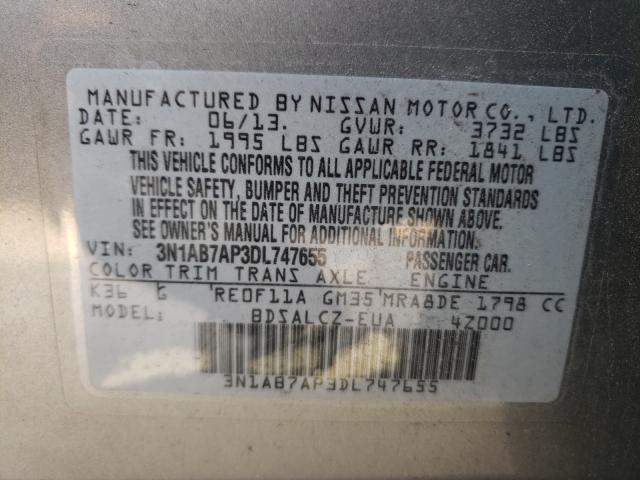 MANUFACTURED BY NISSAN MOTOR CO., LTD.
DATE: 06/13. GVWR: 3732 LBS
GAWR FR: 1995 LBS GAWR RR: 1841 LBS
THIS VEHICLE CONFORMS TO ALL APPLICABLE FEDERAL MOTOR
VEHICLE SAFETY, BUMPER AND THEFT PREVENTION STANDARDS
IN EFFECT ON THE DATE OF MANUFACTURE SHOWN ABOVE.
SEE OWNER'S MANUAL FOR ADDITIONAL INFORMATION.
VIN: 3N1AB7AP3DL747655 PASSENGER CAR.
COLOR TRIM TRANS AXLE ENGINE
K36 G 'RE0F11A GM35'MRA8DE 1798 CC
MODEL: BDSALCZ-EUA 4Z000
3N1AB7AP3DL747655